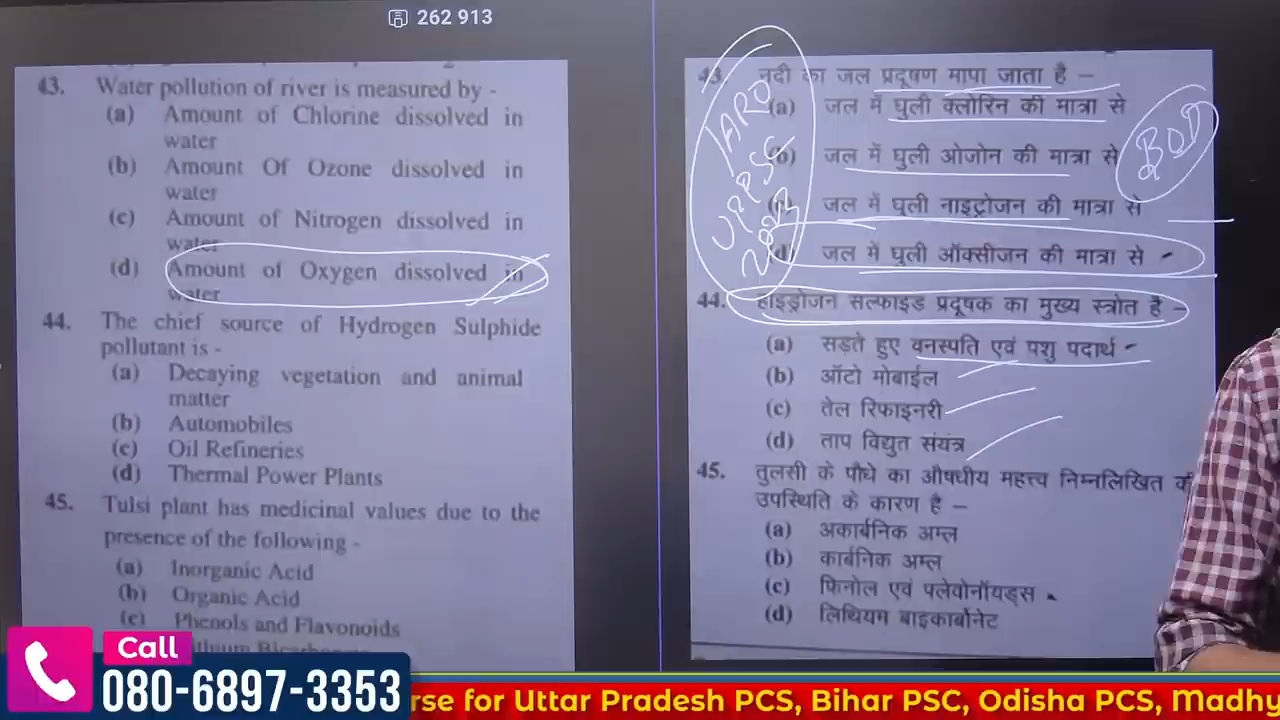 262 913
43. Water pollution of river is measured by -
(a) Amount of Chlorine dissolved in
water
(b) Amount Of Ozone dissolved in
water
(c) Amount of Nitrogen dissolved in
water
(d) Amount of Oxygen dissolved in
water
44. The chief source of Hydrogen Sulphide
pollutant is -
(a) Decaying vegetation and animal
matter
(b) Automobiles
(c) Oil Refineries
(d) Thermal Power Plants
45. Tulsi plant has medicinal values due to the
presence of the following -
(a) Inorganic Acid
(b) Organic Acid
(c) Phenols and Flavonoids
43. नदी का जल प्रदूषण मापा जाता है –
(a) जल में घुली क्लोरिन की मात्रा से
(b) जल में घुली ओजोन की मात्रा से
जल में घुली नाइट्रोजन की मात्रा से
(d) जल में घुली ऑक्सीजन की मात्रा से
44. हाइड्रोजन सल्फाइड प्रदूषक का मुख्य स्त्रोत है –
(a) सड़ते हुए वनस्पति एवं पशु पदार्थ
(b) ऑटो मोबाईल
(c) तेल रिफाइनरी
(d) ताप विद्युत संयंत्र
45. तुलसी के पौधे का औषधीय महत्त्व निम्नलिखित
उपस्थिति के कारण है –
(a) अकार्बनिक अम्ल
(b) कार्बनिक अम्ल
(c) फिनोल एवं फ्लेवोनॉयड्स
(d) लिथियम बाइकार्बोनेट
ARO
UPPSC
BOD
Call
080-6897-3353
rse for Uttar Pradesh PCS, Bihar PSC, Odisha PCS, Madhy